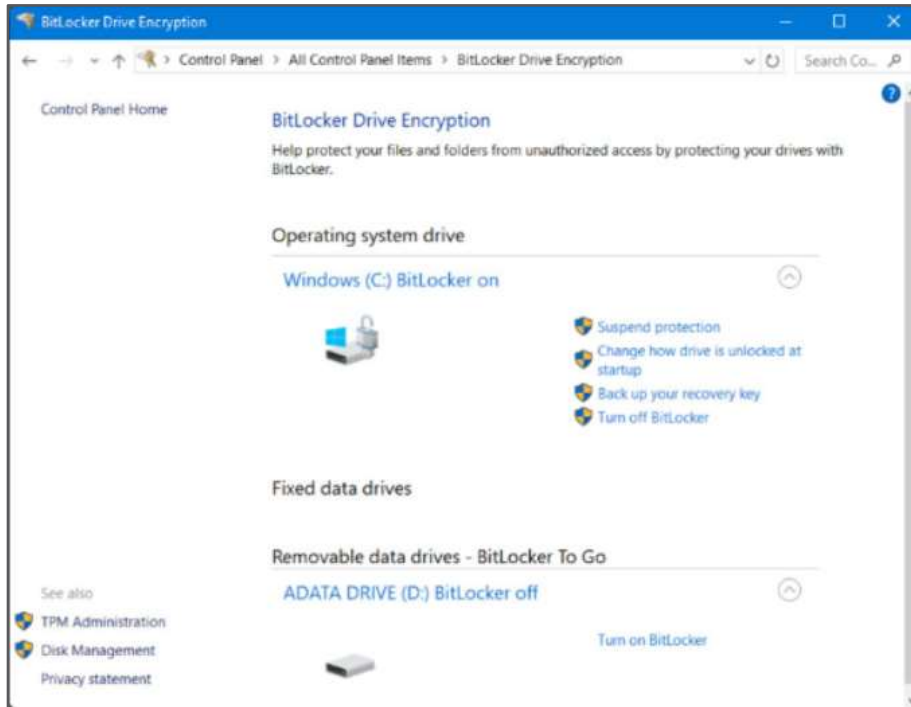 BitLocker Drive Encryption
Control Panel > All Control Panel Items > BitLocker Drive Encryption
Search Co...
Control Panel Home
BitLocker Drive Encryption
Help protect your files and folders from unauthorized access by protecting your drives with
BitLocker.
Operating system drive
Windows (C:) BitLocker on
Suspend protection
Change how drive is unlocked at
startup
Back up your recovery key
Turn off BitLocker
Fixed data drives
Removable data drives - BitLocker To Go
ADATA DRIVE (D:) BitLocker off
Turn on BitLocker
See also
TPM Administration
Disk Management
Privacy statement